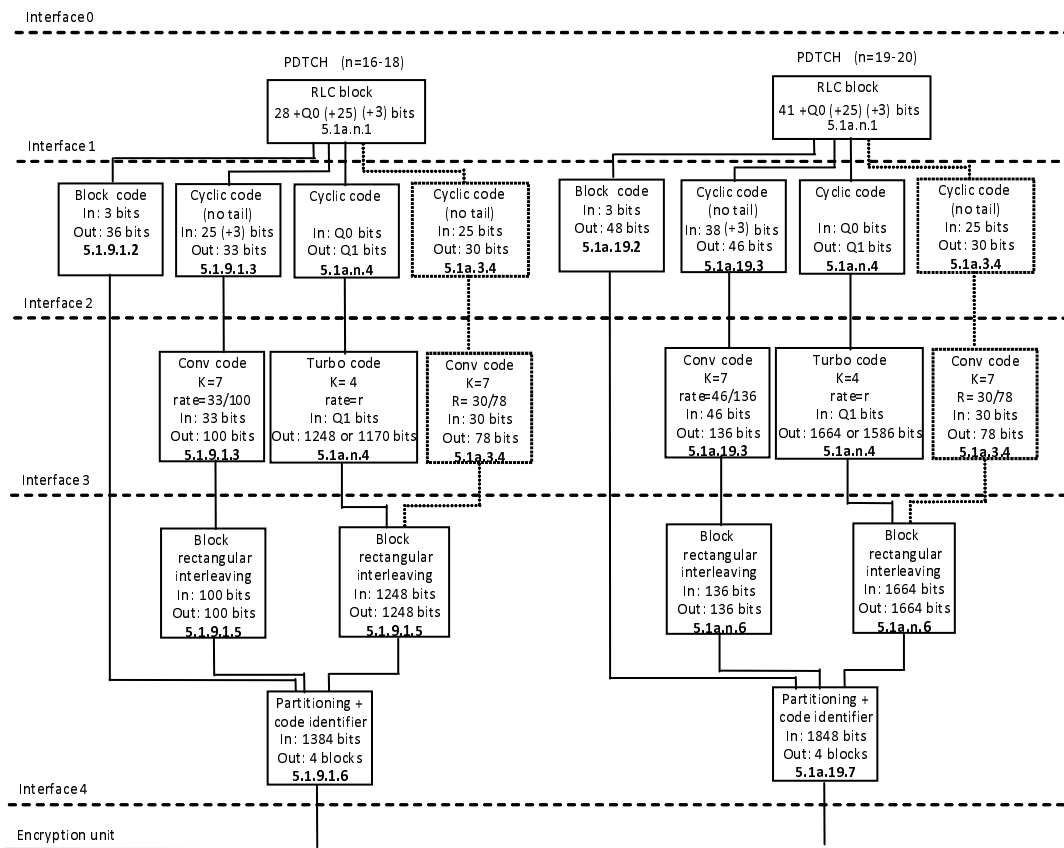 Interface 0
PDTCH (n=16-18)
RLC block
28 +Q0 (+25) (+3) bits
5.1a.n.1
PDTCH (n=19-20)
RLC block
41 +Q0 (+25) (+3) bits
5.1a.n.1
Interface 1
Block code
In: 3 bits
Out: 36 bits
5.1.9.1.2
Cyclic code
(no tail)
In: 25 (+3) bits
Out: 33 bits
5.1.9.1.3
Cyclic code
In: Q0 bits
Out: Q1 bits
5.1a.n.4
Cyclic code
(no tail)
In: 25 bits
Out: 30 bits
5.1a.3.4
Block code
In: 3 bits
Out: 48 bits
5.1a.19.2
Cyclic code
(no tail)
In: 38 (+3) bits
Out: 46 bits
5.1a.19.3
Cyclic code
In: Q0 bits
Out: Q1 bits
5.1a.n.4
Cyclic code
(no tail)
In: 25 bits
Out: 30 bits
5.1a.3.4
Interface 2
Conv code
K=7
rate=33/100
In: 33 bits
Out: 100 bits
5.1.9.1.3
Turbo code
K= 4
rate=r
In: Q1 bits
Out: 1248 or 1170 bits
5.1a.n.4
Conv code
K=7
R= 30/78
In: 30 bits
Out: 78 bits
5.1a.3.4
Conv code
K=7
rate=46/136
In: 46 bits
Out: 136 bits
5.1a.19.3
Turbo code
K=4
rate=r
In: Q1 bits
Out: 1664 or 1586 bits
5.1a.n.4
Conv code
K=7
R= 30/78
In: 30 bits
Out: 78 bits
5.1a.3.4
Interface 3
Block
rectangular
interleaving
In: 100 bits
Out: 100 bits
5.1.9.1.5
Block
rectangular
interleaving
In: 1248 bits
Out: 1248 bits
5.1.9.1.5
Block
rectangular
interleaving
In: 136 bits
Out: 136 bits
5.1a.n.6
Block
rectangular
interleaving
In: 1664 bits
Out: 1664 bits
5.1a.n.6
Partitioning +
code identifier
In: 1384 bits
Out: 4 blocks
5.1.9.1.6
Partitioning +
code identifier
In: 1848 bits
Out: 4 blocks
5.1a.19.7
Interface 4
Encryption unit